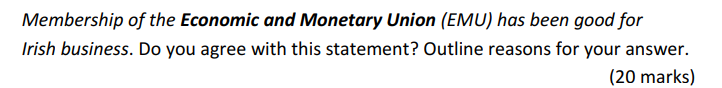 Membership of the Economic and Monetary Union (EMU) has been good for
Irish business. Do you agree with this statement? Outline reasons for your answer.
(20 marks)